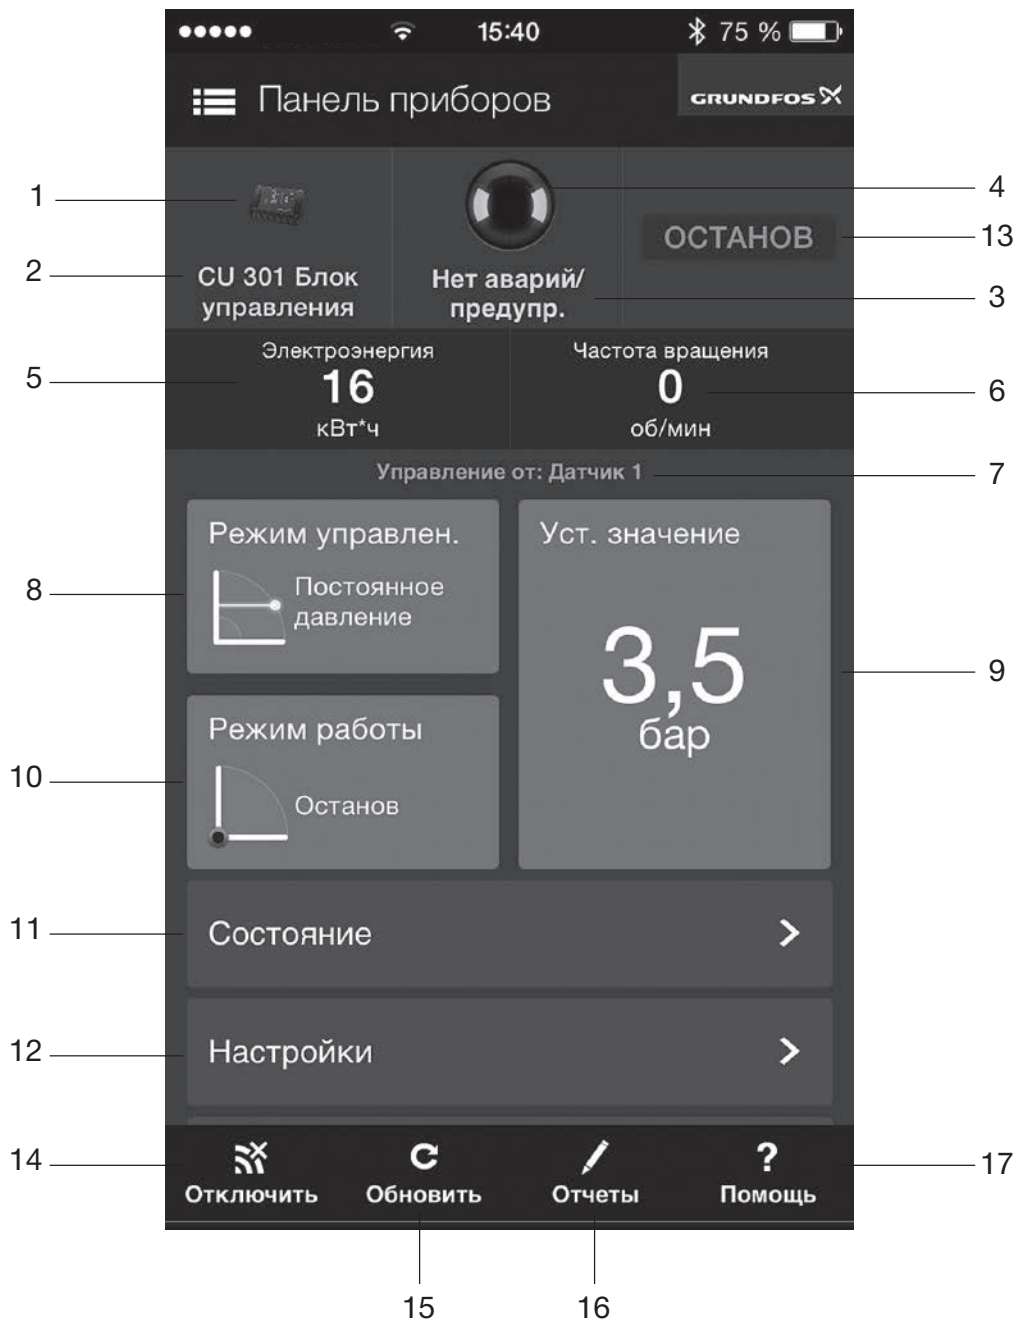 15:40
75 %
Панель приборов
GRUNDFOS
1
4
ОСТАНОВ
13
2
CU 301 Блок
управления
Нет аварий/
предупр.
3
5
Электроэнергия
16
кВт*ч
Частота вращения
0
об/мин
6
Управление от: Датчик 1
7
Режим управлен.
Постоянное
давление
8
Уст. значение
3,5
бар
9
Режим работы
Останов
10
11
Состояние
12
Настройки
14
Отключить
Обновить
Отчеты
Помощь
17
15
16